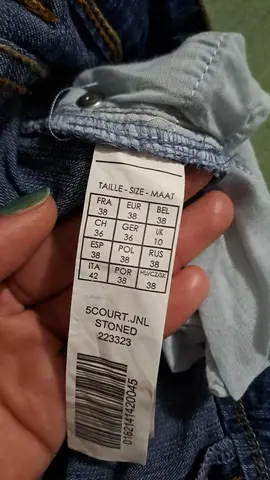 TAILLE - SIZE - MAAT
FRA 38 EUR 38 BEL 38
CH 36 GER 36 UK 10
ESP 38 POL 38 RUS 38
ITA 42 POR 38 HU/CZ/SK 38
5COURT.JNL
STONED
223323
0162141420045